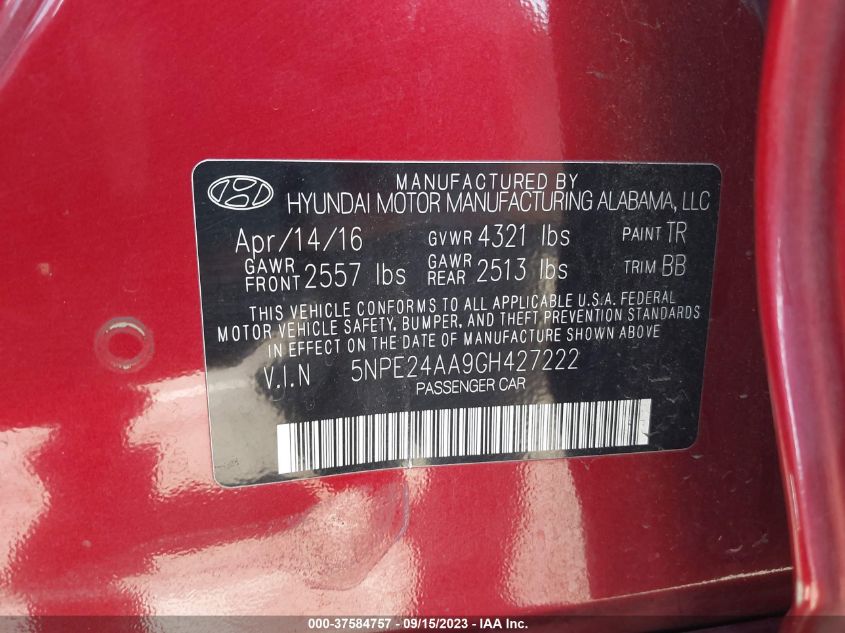 MANUFACTURED BY
HYUNDAI MOTOR MANUFACTURING ALABAMA, LLC
Apr/14/16 GVWR 4321 lbs PAINT TR
GAWR FRONT 2557 lbs GAWR REAR 2513 lbs TRIM BB
THIS VEHICLE CONFORMS TO ALL APPLICABLE U.S.A. FEDERAL
MOTOR VEHICLE SAFETY, BUMPER, AND THEFT PREVENTION STANDARDS
IN EFFECT ON THE DATE OF MANUFACTURE SHOWN ABOVE
V.I.N 5NPE24AA9GH427222
PASSENGER CAR
000-37584757 - 09/15/2023 - IAA Inc.